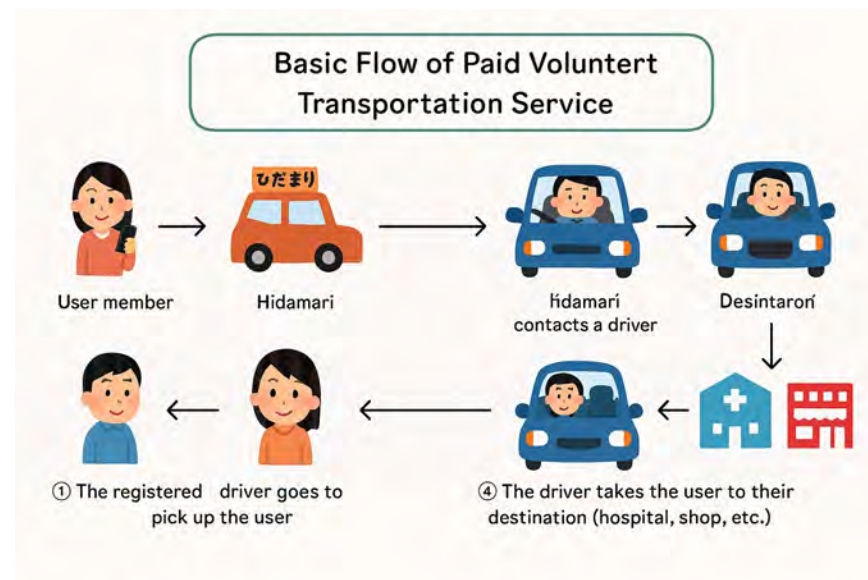 Basic Flow of Paid Voluntert
Transportation Service
ひだまり
User member
Hidamari
Hdamari
contacts a driver
Desintaron
① The registered driver goes to
pick up the user
④ The driver takes the user to their
destination (hospital, shop, etc.)